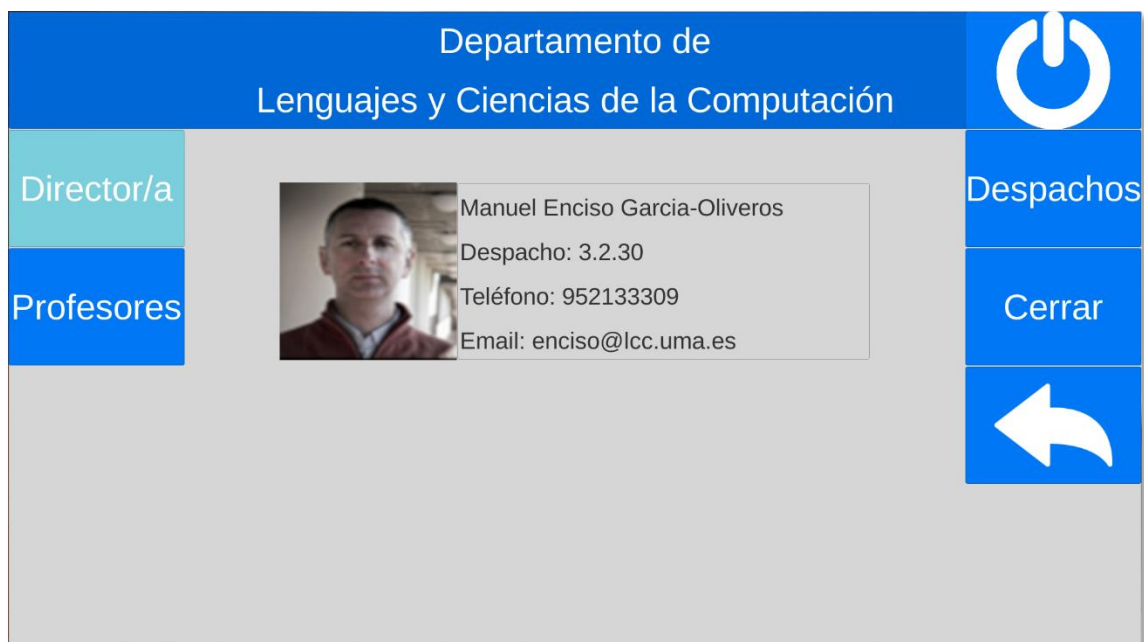 Departamento de
Lenguajes y Ciencias de la Computación
Director/a
Profesores
Manuel Enciso Garcia-Oliveros
Despacho: 3.2.30
Teléfono: 952133309
Email: enciso@lcc.uma.es
Despachos
Cerrar